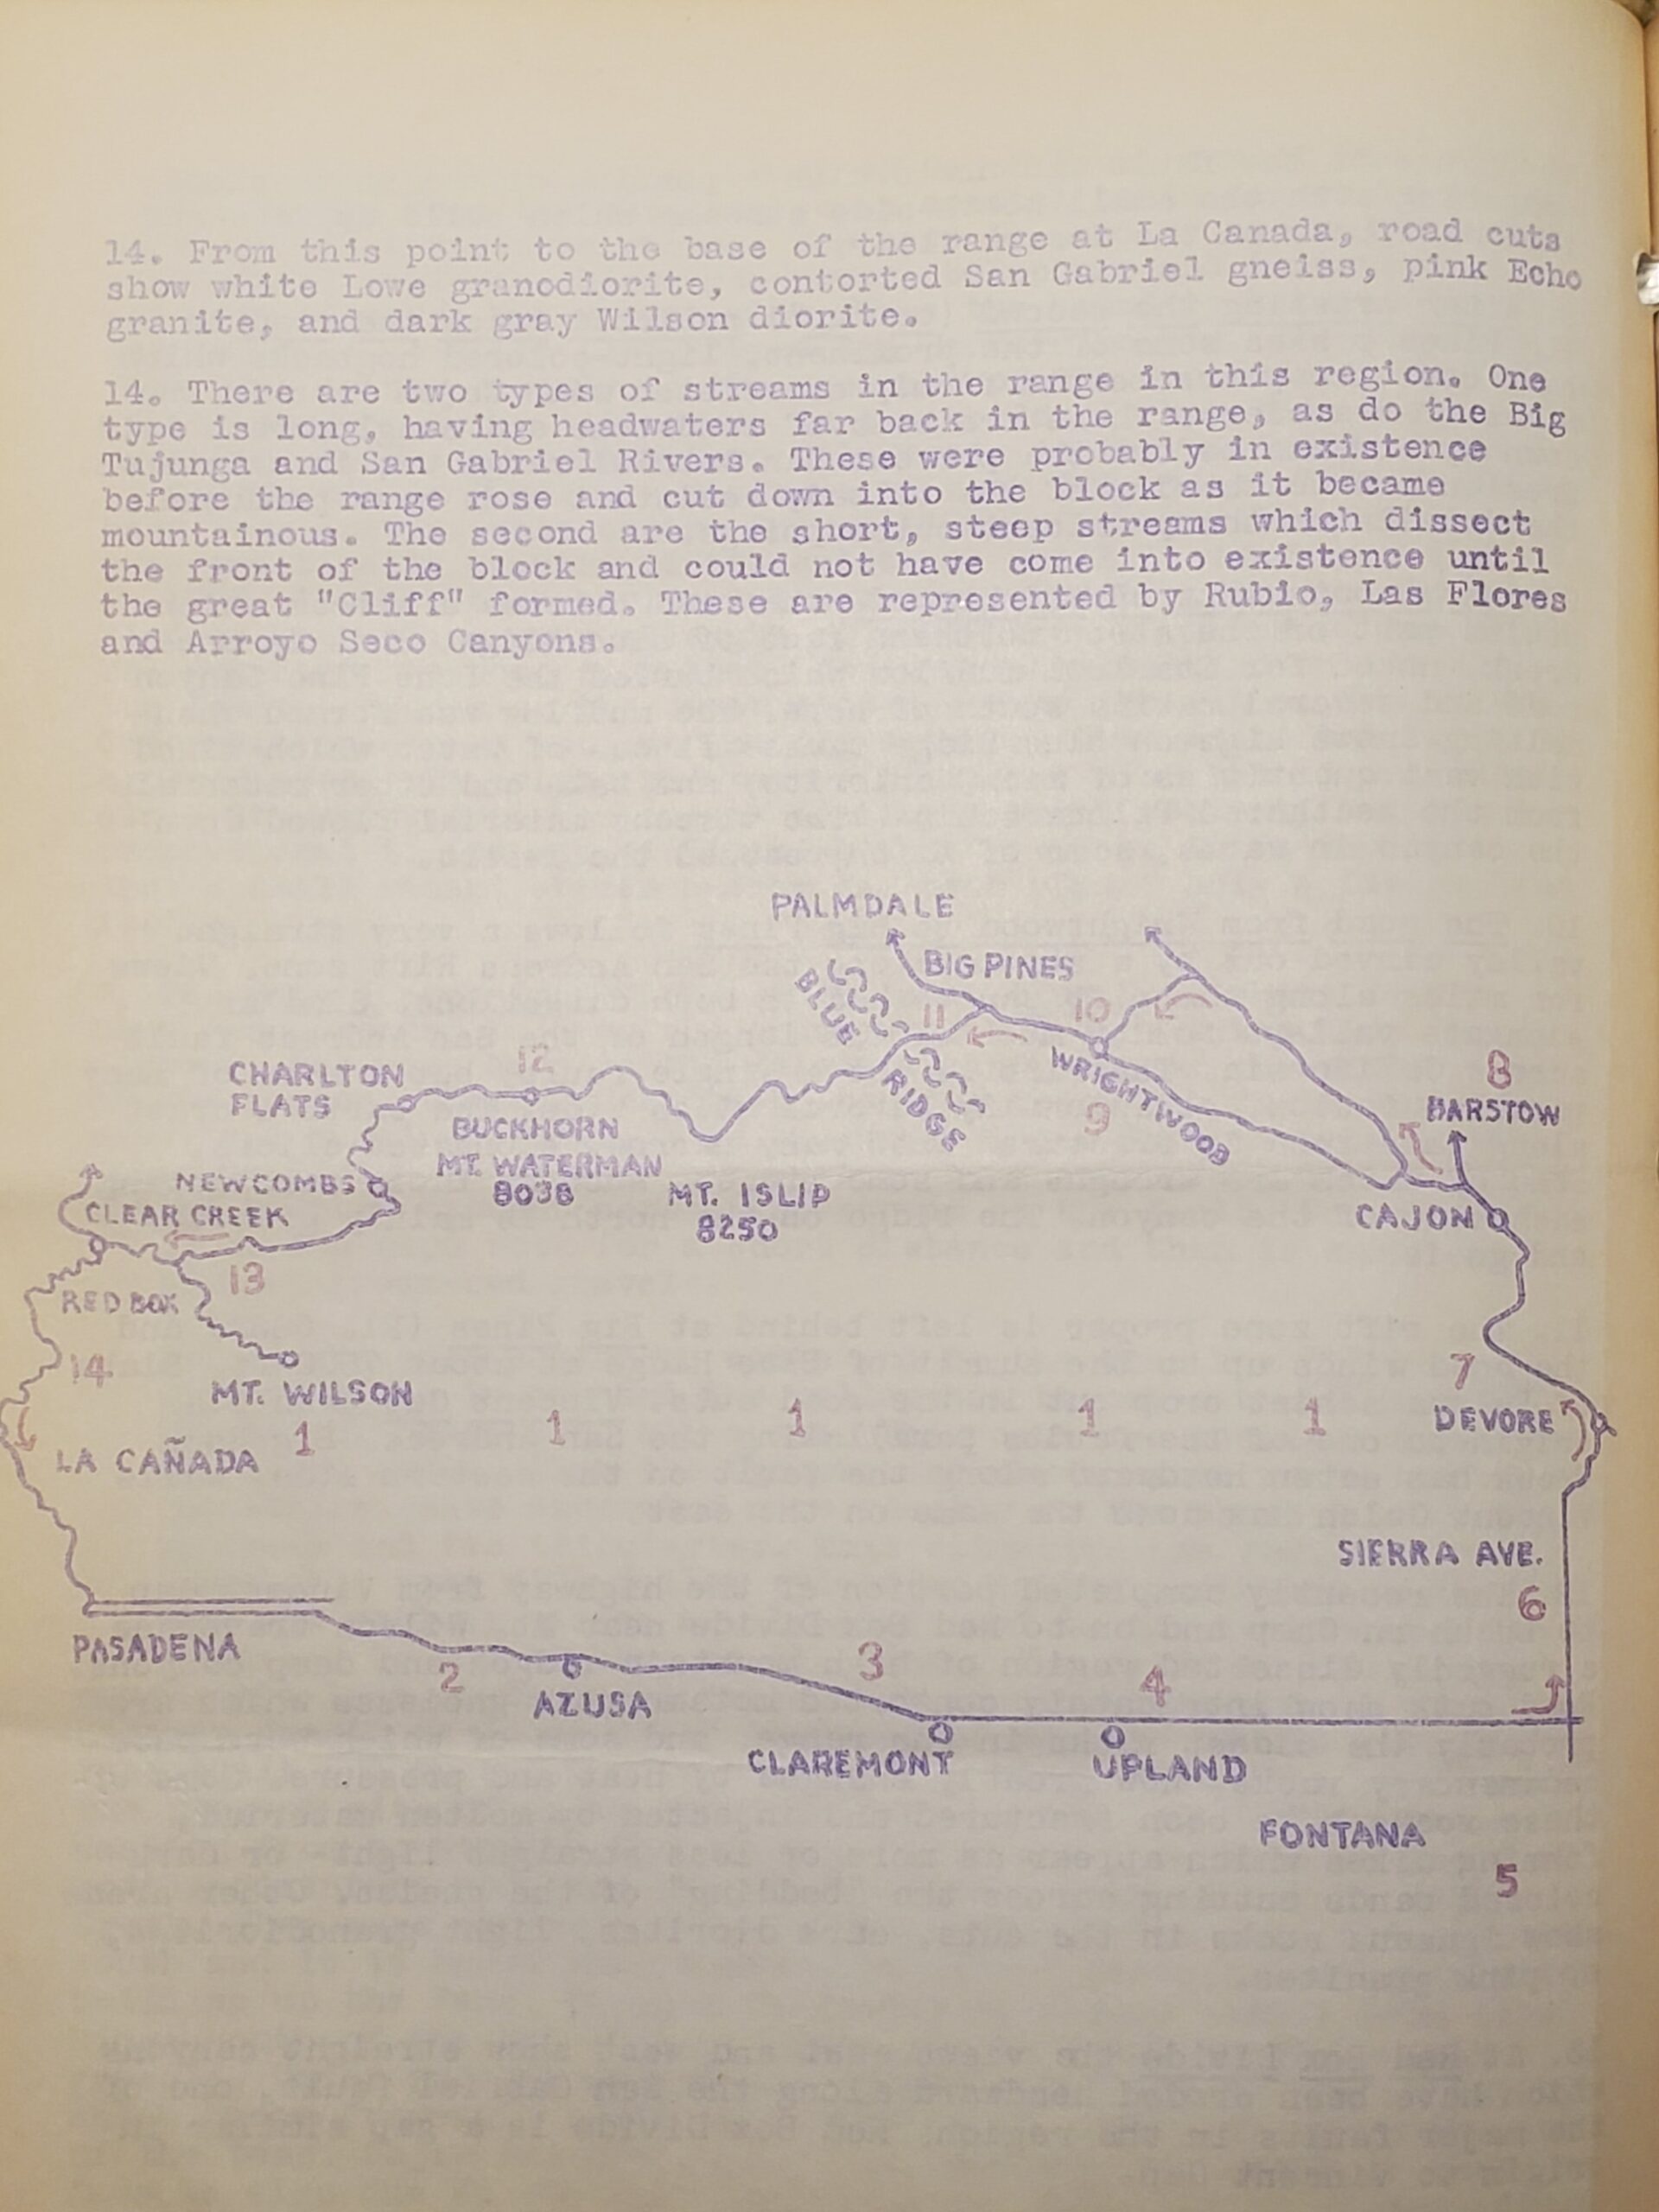 14. From this point to the base of the range at La Canada, road cuts
show white Lowe granodiorite, contorted San Gabriel gneiss, pink Echo
granite, and dark gray Wilson diorite.
14. There are two types of streams in the range in this region. One
type is long, having headwaters far back in the range, as do the Big
Tujunga and San Gabriel Rivers. These were probably in existence
before the range rose and cut down into the block as it became
mountainous. The second are the short, steep streams which dissect
the front of the block and could not have come into existence until
the great "Cliff" formed. These are represented by Rubio, Las Flores
and Arroyo Seco Canyons.
PALMDALE
BIG PINES
BLUE
RIDGE
11
10
WRIGHTWOOD
9
12
CHARLTON
FLATS
BUCKHORN
MT. WATERMAN
8038
MT. ISLIP
8250
8
BARSTOW
CAJON
NEWCOMBS
CLEAR CREEK
13
RED BOX
14
MT. WILSON
LA CAÑADA
1
1
1
1
1
7
DEVORE
SIERRA AVE.
6
PASADENA
2
AZUSA
3
4
CLAREMONT
UPLAND
FONTANA
5